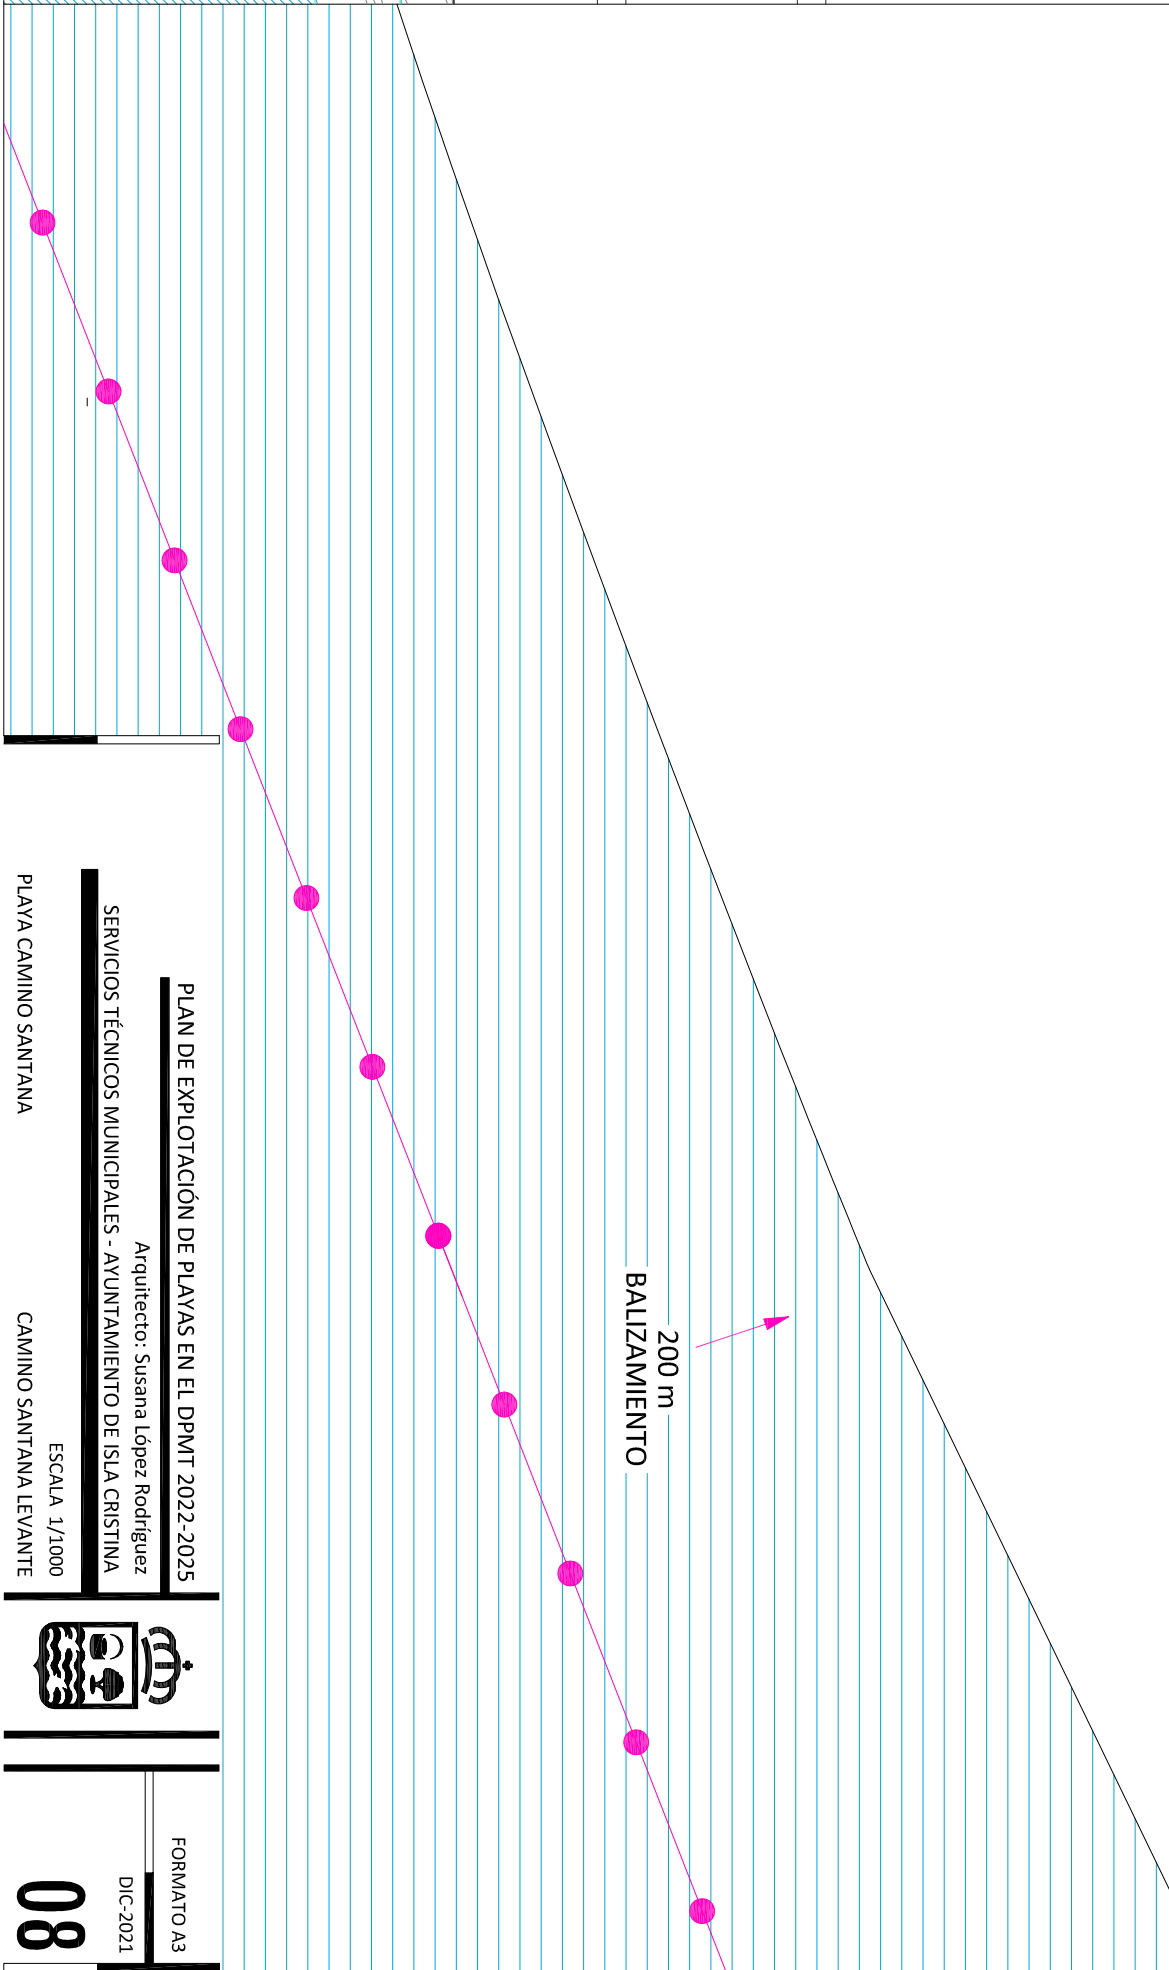 200 m
BALIZAMIENTO
PLAN DE EXPLOTACIÓN DE PLAYAS EN EL DPMT 2022-2025
Arquitecto: Susana López Rodríguez
SERVICIOS TÉCNICOS MUNICIPALES - AYUNTAMIENTO DE ISLA CRISTINA
ESCALA 1/1000
PLAYA CAMINO SANTANA
CAMINO SANTANA LEVANTE
FORMATO A3
DIC-2021
08